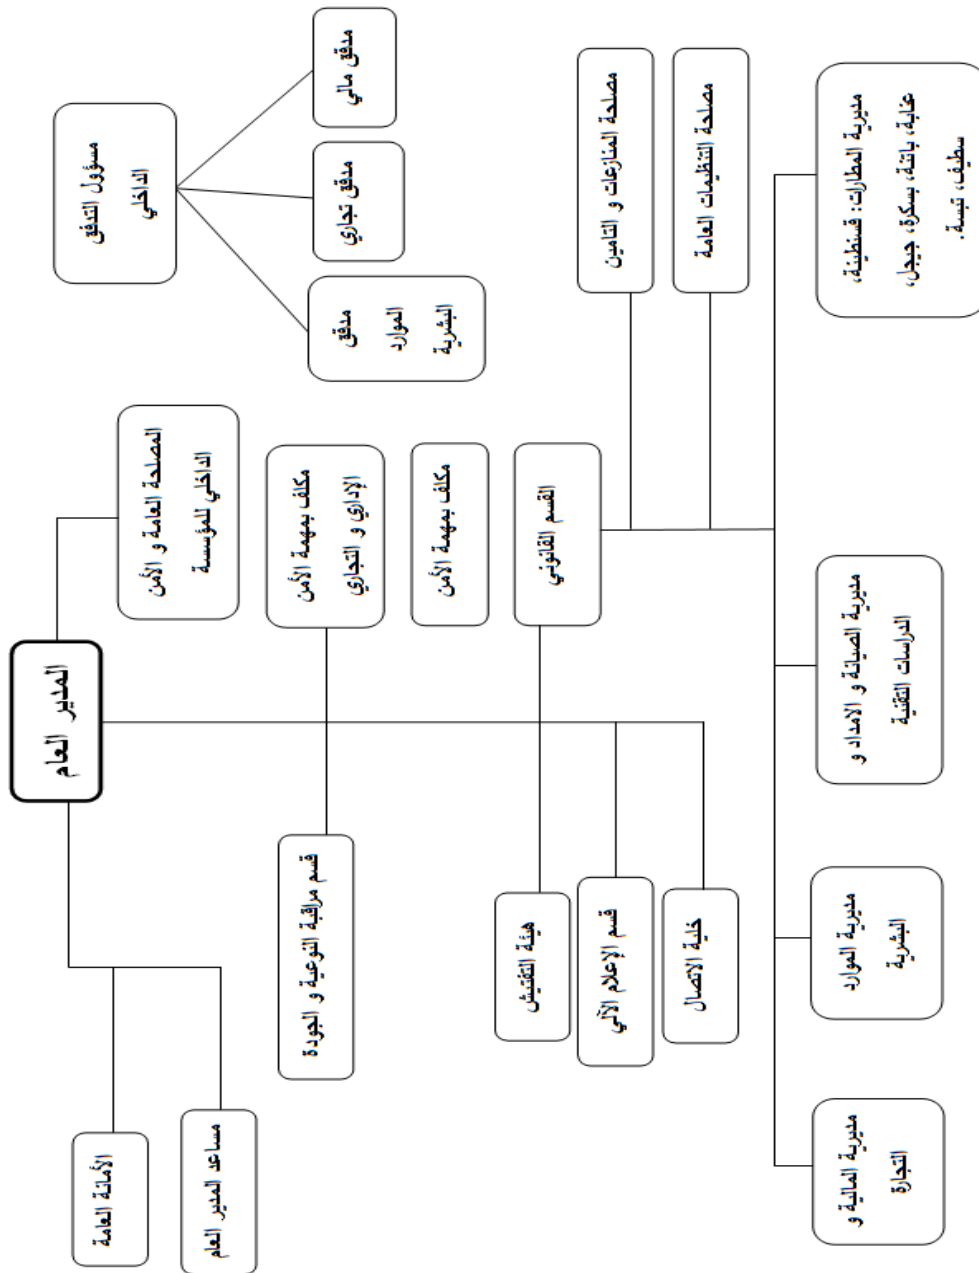 المدير العام
الأمانة العامة
مساعد المدير العام
المصلحة العامة و الأمن
الداخلي للمؤسسة
مسؤول التدقق
الداخلي
مدقق مالي
مدقق تجاري
مدقق
الموارد
البشرية
قسم مراقبة النوعية و الجودة
مكلف بمهمة الأمن
الإداري و التجاري
مكلف بمهمة الأمن
هيئة التفتيش
القسم القانوني
قسم الإعلام الآلي
خلية الاتصال
مصلحة المنازعات و التامين
مصلحة التنظيمات العامة
مديرية المطارات: قسنطينة،
عنابة، باتنة، بسكرة، جيجل،
سطيف، تبسة.
مديرية الصيانة و الامداد و
الدراسات التقنية
مديرية الموارد
البشرية
مديرية المالية و
التجارة